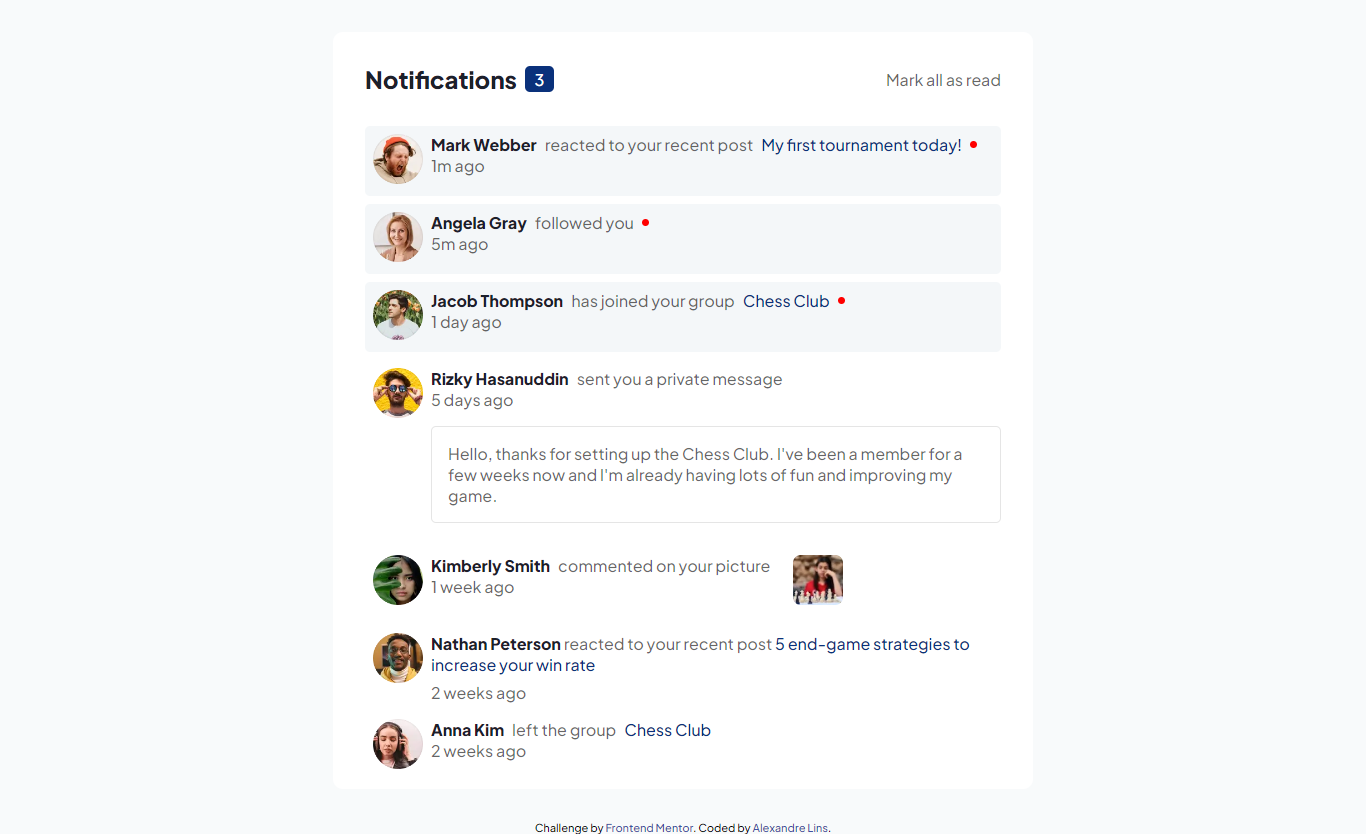 Notifications 3 Mark all as read
Mark Webber reacted to your recent post My first tournament today!
1m ago
Angela Gray followed you
5m ago
Jacob Thompson has joined your group Chess Club
1 day ago
Rizky Hasanuddin sent you a private message
5 days ago
Hello, thanks for setting up the Chess Club. I've been a member for a
few weeks now and I'm already having lots of fun and improving my
game.
Kimberly Smith commented on your picture
1 week ago
Nathan Peterson reacted to your recent post 5 end-game strategies to
increase your win rate
2 weeks ago
Anna Kim left the group Chess Club
2 weeks ago
Challenge by Frontend Mentor. Coded by Alexandre Lins.